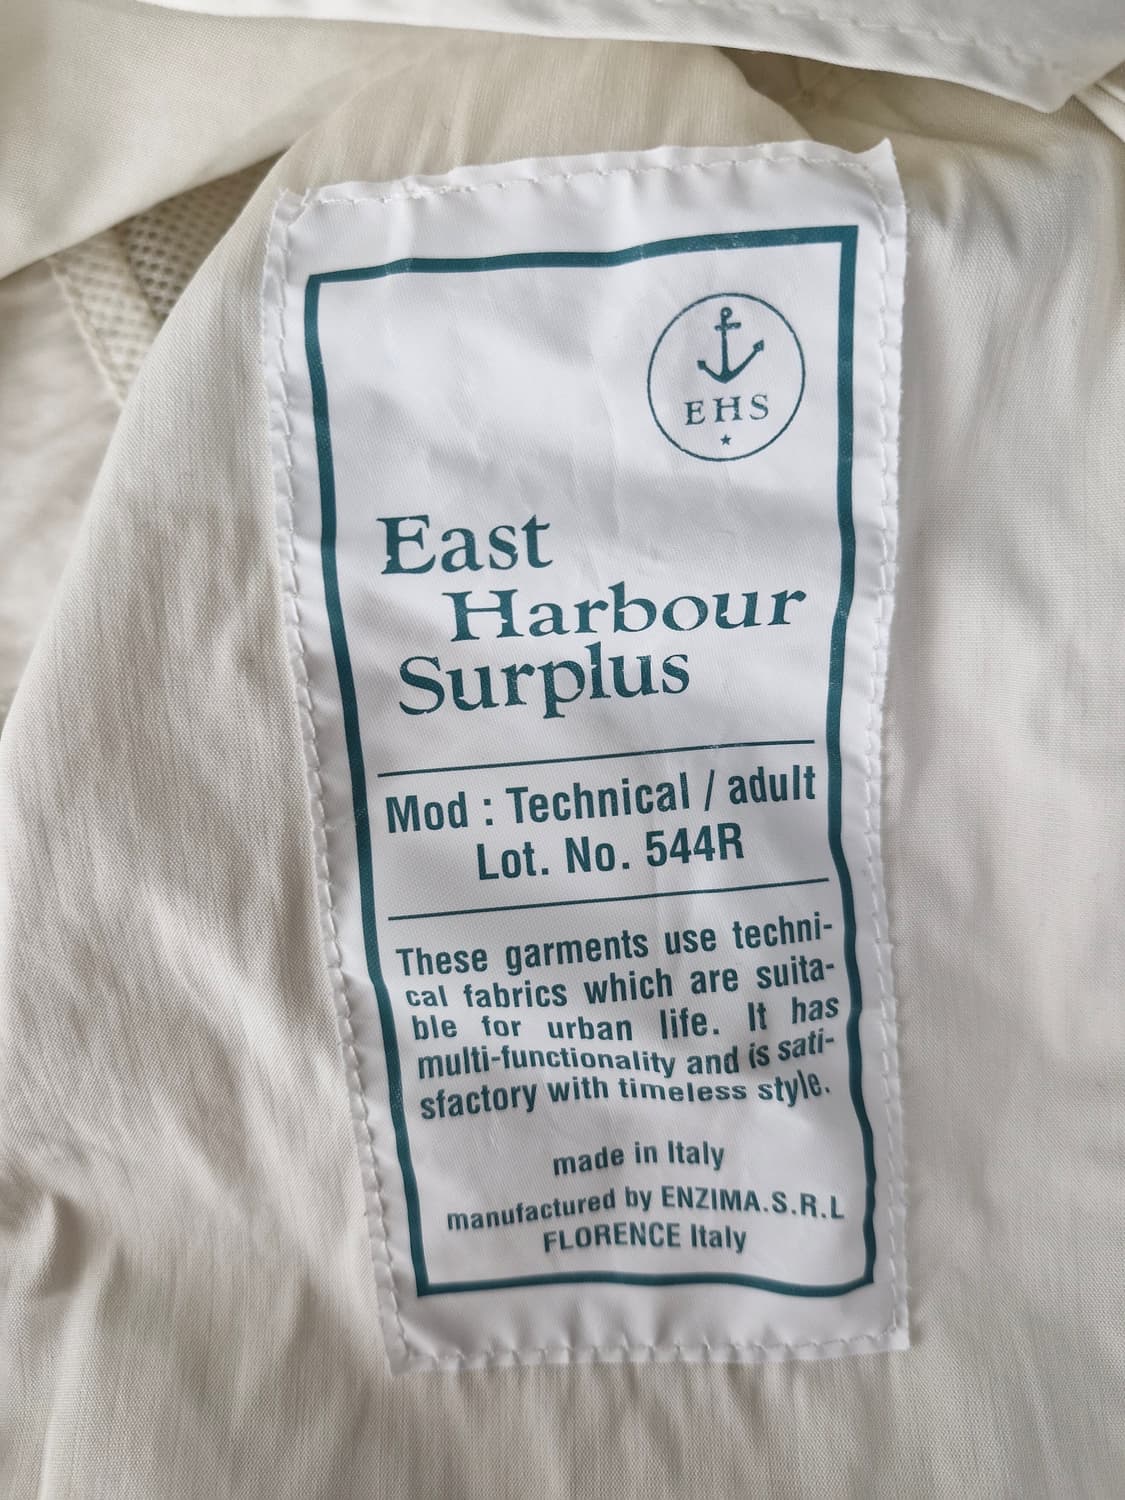 EHS
East
Harbour
Surplus
Mod : Technical / adult
Lot. No. 544R
These garments use techni-
cal fabrics which are suita-
ble for urban life. It has
multi-functionality and is sati-
sfactory with timeless style.
made in Italy
manufactured by ENZIMA.S.R.L
FLORENCE Italy